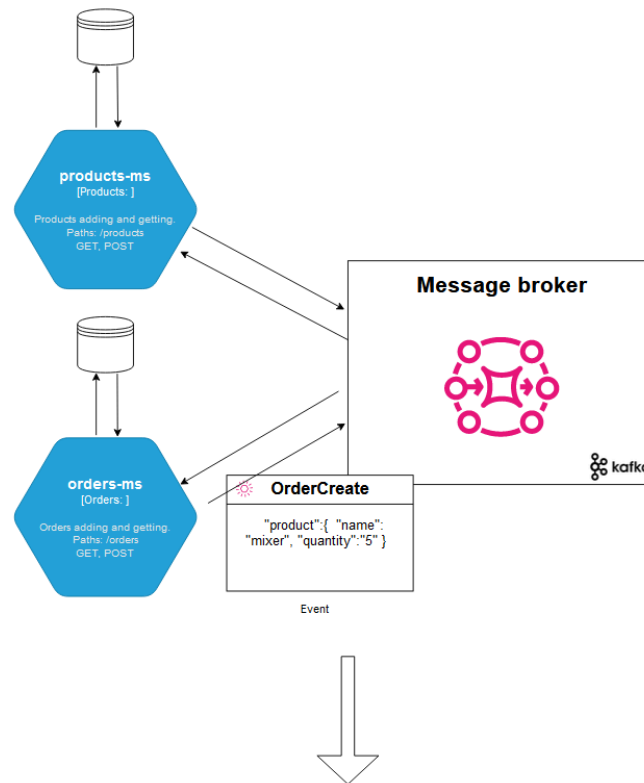 products-ms
[Products: ]
Products adding and getting.
Paths: /products
GET, POST
Message broker
kafka
orders-ms
[Orders: ]
Orders adding and getting.
Paths: /orders
GET, POST
OrderCreate
"product":{  "name":
"mixer", "quantity":"5" }
Event